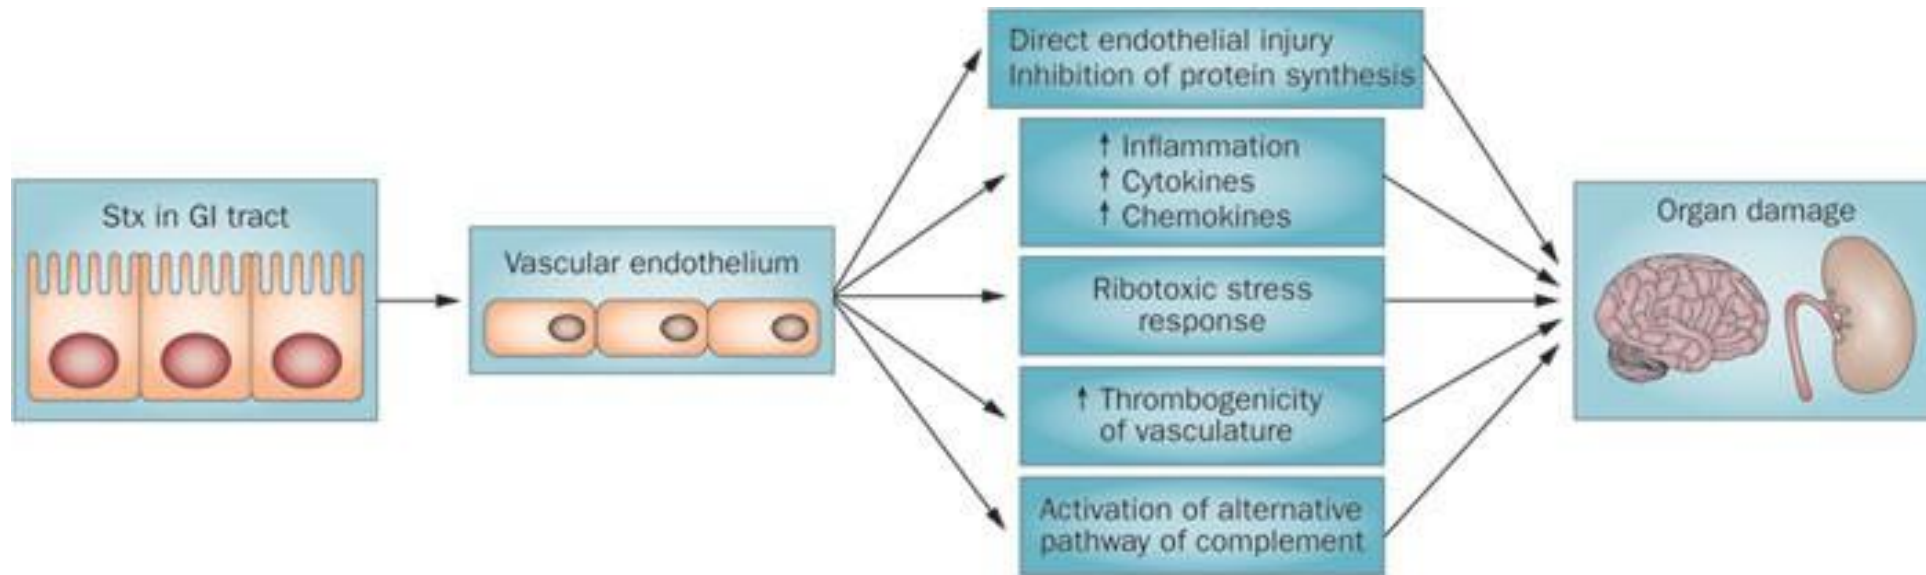 Stx in GI tract
Vascular endothelium
Direct endothelial injury
Inhibition of protein synthesis
↑ Inflammation
↑ Cytokines
↑ Chemokines
Ribotoxic stress
response
↑ Thrombogenicity
of vasculature
Activation of alternative
pathway of complement
Organ damage